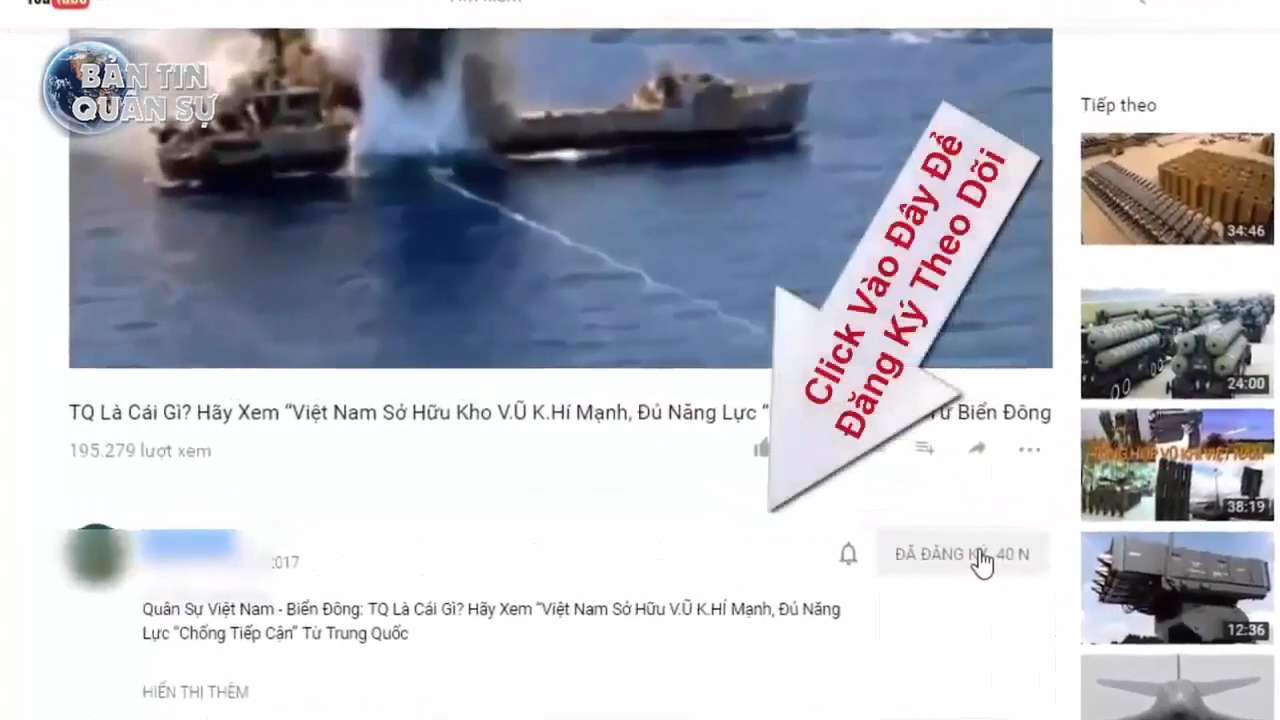 YouTube
BẢN TIN
QUÂN SỰ
Click Vào Đây Để
Đăng Ký Theo Dõi
Tiếp theo
34:46
24:00
38:19
12:36
TQ Là Cái Gì? Hãy Xem “Việt Nam Sở Hữu Kho V.Ũ K.Hí Mạnh, Đủ Năng Lực “ Biển Đông
195.279 lượt xem
2017
ĐÃ ĐĂNG KÝ 40 N
Quân Sự Việt Nam - Biển Đông: TQ Là Cái Gì? Hãy Xem “Việt Nam Sở Hữu V.Ũ K.HÍ Mạnh, Đủ Năng
Lực “Chống Tiếp Cận” Từ Trung Quốc
HIỂN THỊ THÊM